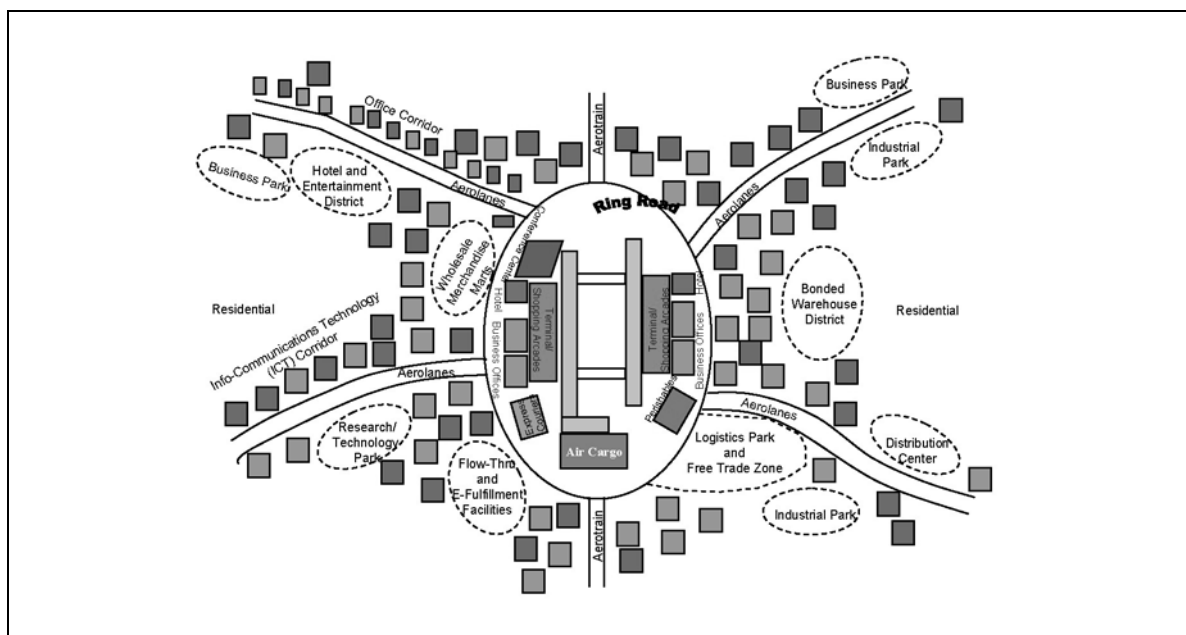 Business Park
Office Corridor
Aerotrain
Industrial
Park
Business Park
Hotel and
Entertainment
District
Aerolanes
Aerolanes
Ring Road
Conference Center
Wholesale
Merchandise
Marts
Hotel
Terminal/
Shopping Arcades
Terminal/
Shopping Arcades
Hotel
Bonded
Warehouse
District
Residential
Residential
Info-Communications Technology
(ICT) Corridor
Business Offices
Business Offices
Aerolanes
Perishables
Aerolanes
Express
Couriers
Research/
Technology
Park
Air Cargo
Logistics Park
and
Free Trade Zone
Distribution
Center
Flow-Thru
and
E-Fulfillment
Facilities
Industrial Park
Aerotrain